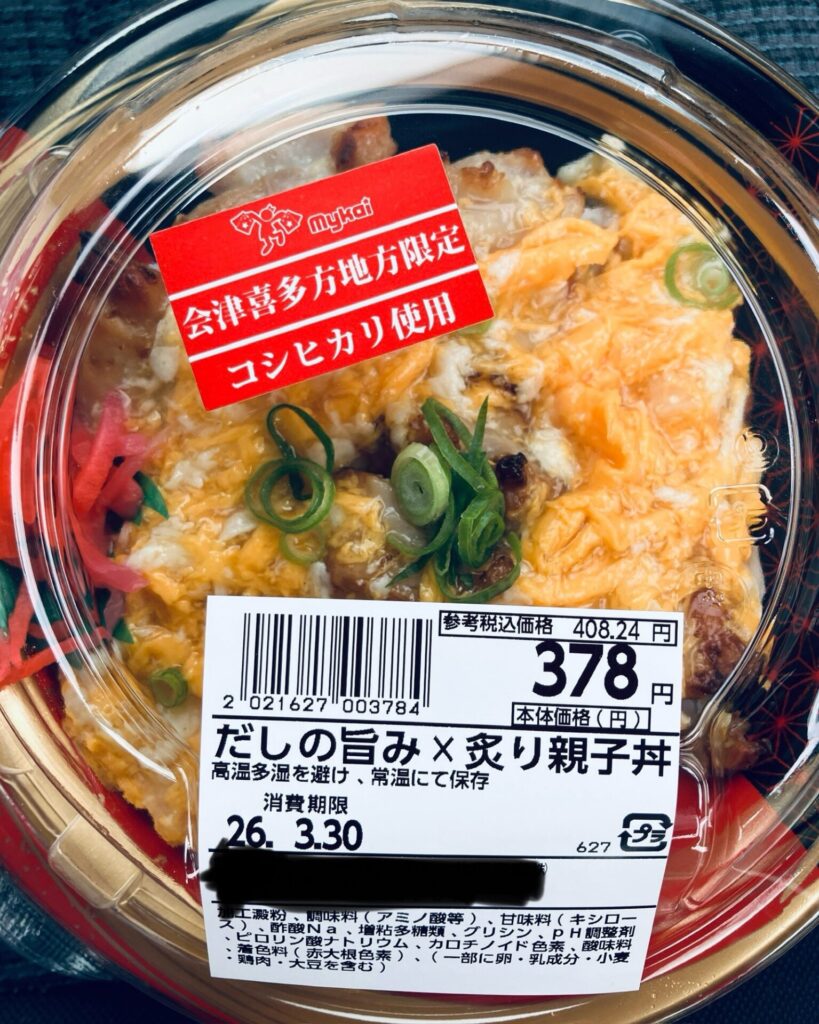 mykai
会津喜多方地方限定
コシヒカリ使用
参考税込価格 408.24 円
378 円
本体価格(円)
2 021627 003784
だしの旨み×炙り親子丼
高温多湿を避け、常温にて保存
消費期限
26. 3.30
627 プラ
加工澱粉、調味料(アミノ酸等)、甘味料(キシロー
ス)、酢酸Na、増粘多糖類、グリシン、pH調整剤
、ピロリン酸ナトリウム、カロチノイド色素、酸味料
、着色料(赤大根色素)、(一部に卵・乳成分・小麦
・鶏肉・大豆を含む)